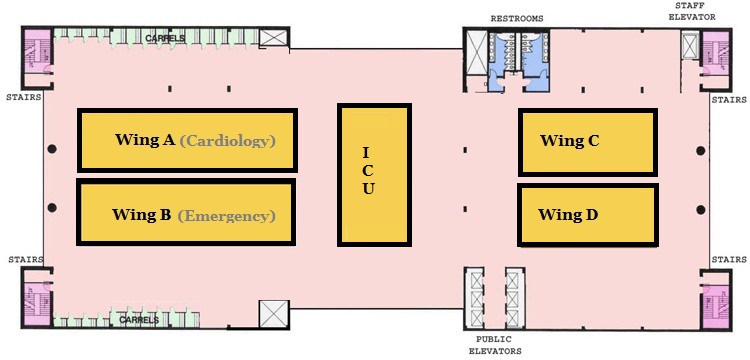 STAFF
ELEVATOR
RESTROOMS
CARRELS
STAIRS
STAIRS
Wing A (Cardiology)
I
C
U
Wing C
Wing B (Emergency)
Wing D
STAIRS
STAIRS
CARRELS
PUBLIC
ELEVATORS